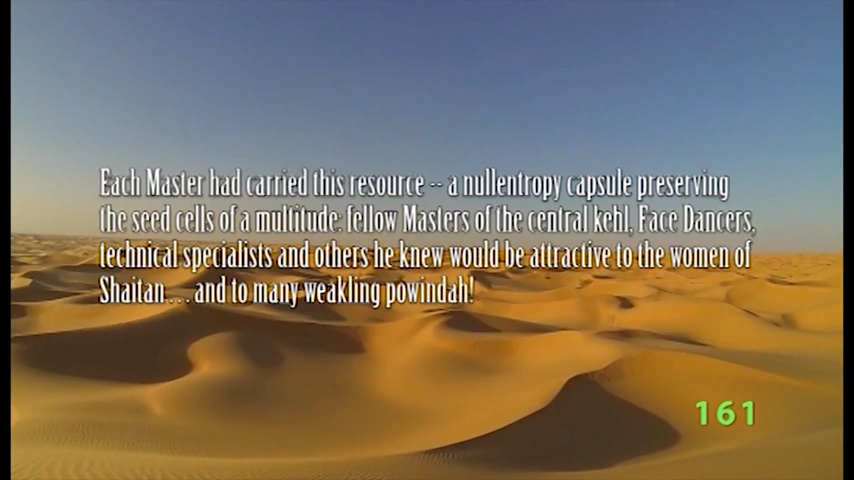 Each Master had carried this resource -- a nullentropy capsule preserving
the seed cells of a multitude: fellow Masters of the central kehl, Face Dancers,
technical specialists and others he knew would be attractive to the women of
Shaitan . . . and to many weakling powindah!
161